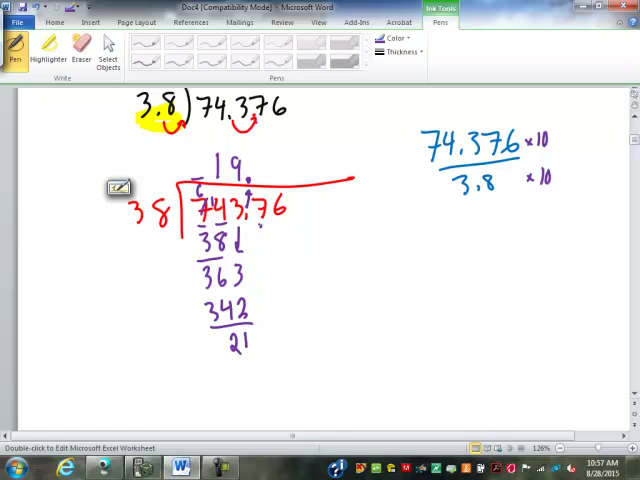 Doc4 [Compatibility Mode] - Microsoft Word
Ink Tools
File Home Insert Page Layout References Mailings Review View Add-Ins Acrobat Pens
Pen Highlighter Eraser Select Objects
Color
Thickness
Write Pens
3.8 ) 74.376
74.376 × 10
3.8 × 10
19.
38 743.76
38
363
342
21
Double-click to Edit Microsoft Excel Worksheet 126%
10:57 AM
8/28/2015